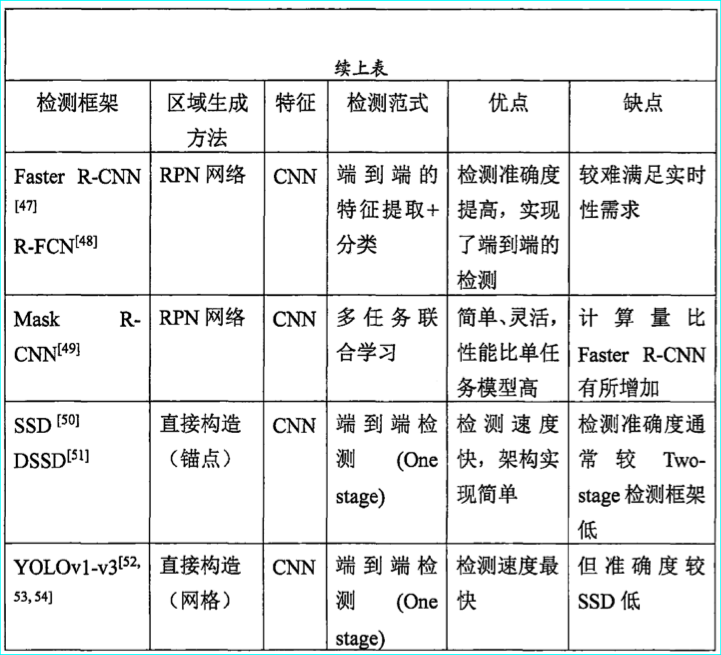 续上表
检测框架 区域生成方法 特征 检测范式 优点 缺点
Faster R-CNN[47] R-FCN[48] RPN 网络 CNN 端到端的特征提取+分类 检测准确度提高，实现了端到端的检测 较难满足实时性需求
Mask R-CNN[49] RPN 网络 CNN 多任务联合学习 简单、灵活，性能比单任务模型高 计算量比 Faster R-CNN 有所增加
SSD [50] DSSD[51] 直接构造（锚点） CNN 端到端检测 (One stage) 检测速度快，架构实现简单 检测准确度通常较 Two-stage 检测框架低
YOLOv1-v3[52, 53, 54] 直接构造（网格） CNN 端到端检测 (One stage) 检测速度最快 但准确度较 SSD 低